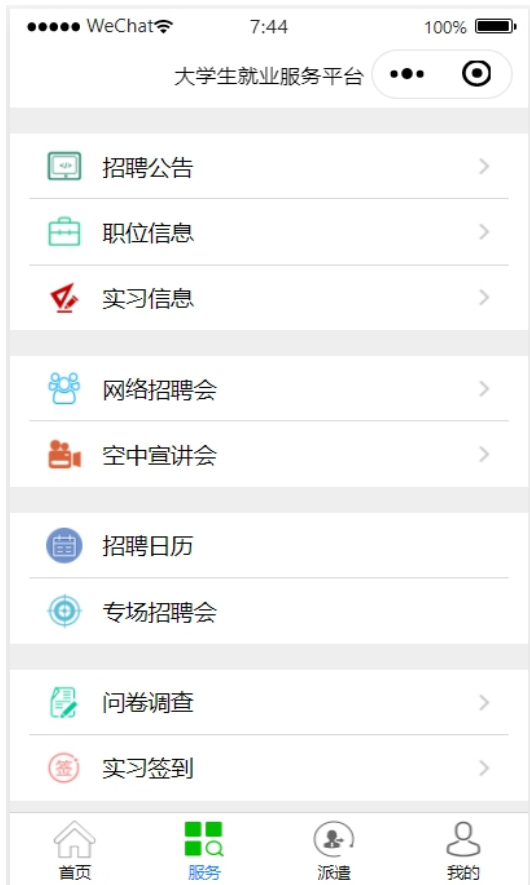 WeChat 7:44 100%
大学生就业服务平台
招聘公告
职位信息
实习信息
网络招聘会
空中宣讲会
招聘日历
专场招聘会
问卷调查
签 实习签到
首页 服务 派遣 我的